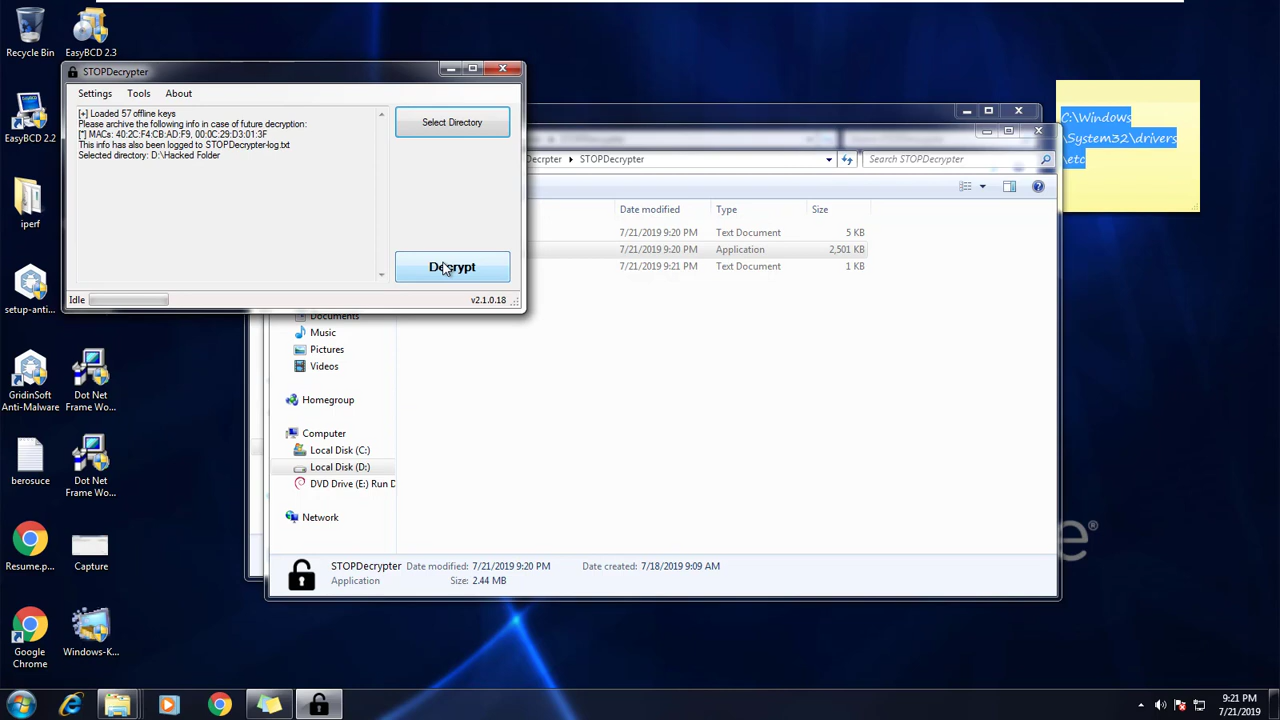 Recycle Bin
EasyBCD 2.3
EasyBCD 2.2
iperf
setup-anti...
GridinSoft
Anti-Malware
Dot Net
Frame Wo...
berosuce
Dot Net
Frame Wo...
Resume.p...
Capture
Google
Chrome
Windows-K...
STOPDecrypter
Settings
Tools
About
[+] Loaded 57 offline keys
Please archive the following info in case of future decryption:
[*] MACs: 40:2C:F4:CB:AD:F9, 00:0C:29:D3:01:3F
This info has also been logged to STOPDecrypter-log.txt
Selected directory: D:\Hacked Folder
Select Directory
Decrypt
Idle
v2.1.0.18
Decrpter ▸ STOPDecrypter
Search STOPDecrypter
Date modified Type Size
7/21/2019 9:20 PM Text Document 5 KB
7/21/2019 9:20 PM Application 2,501 KB
7/21/2019 9:21 PM Text Document 1 KB
Documents
Music
Pictures
Videos
Homegroup
Computer
Local Disk (C:)
Local Disk (D:)
DVD Drive (E:) Run D
Network
STOPDecrypter Date modified: 7/21/2019 9:20 PM Date created: 7/18/2019 9:09 AM
Application Size: 2.44 MB
C:\Windows
\System32\drivers
\etc
9:21 PM
7/21/2019